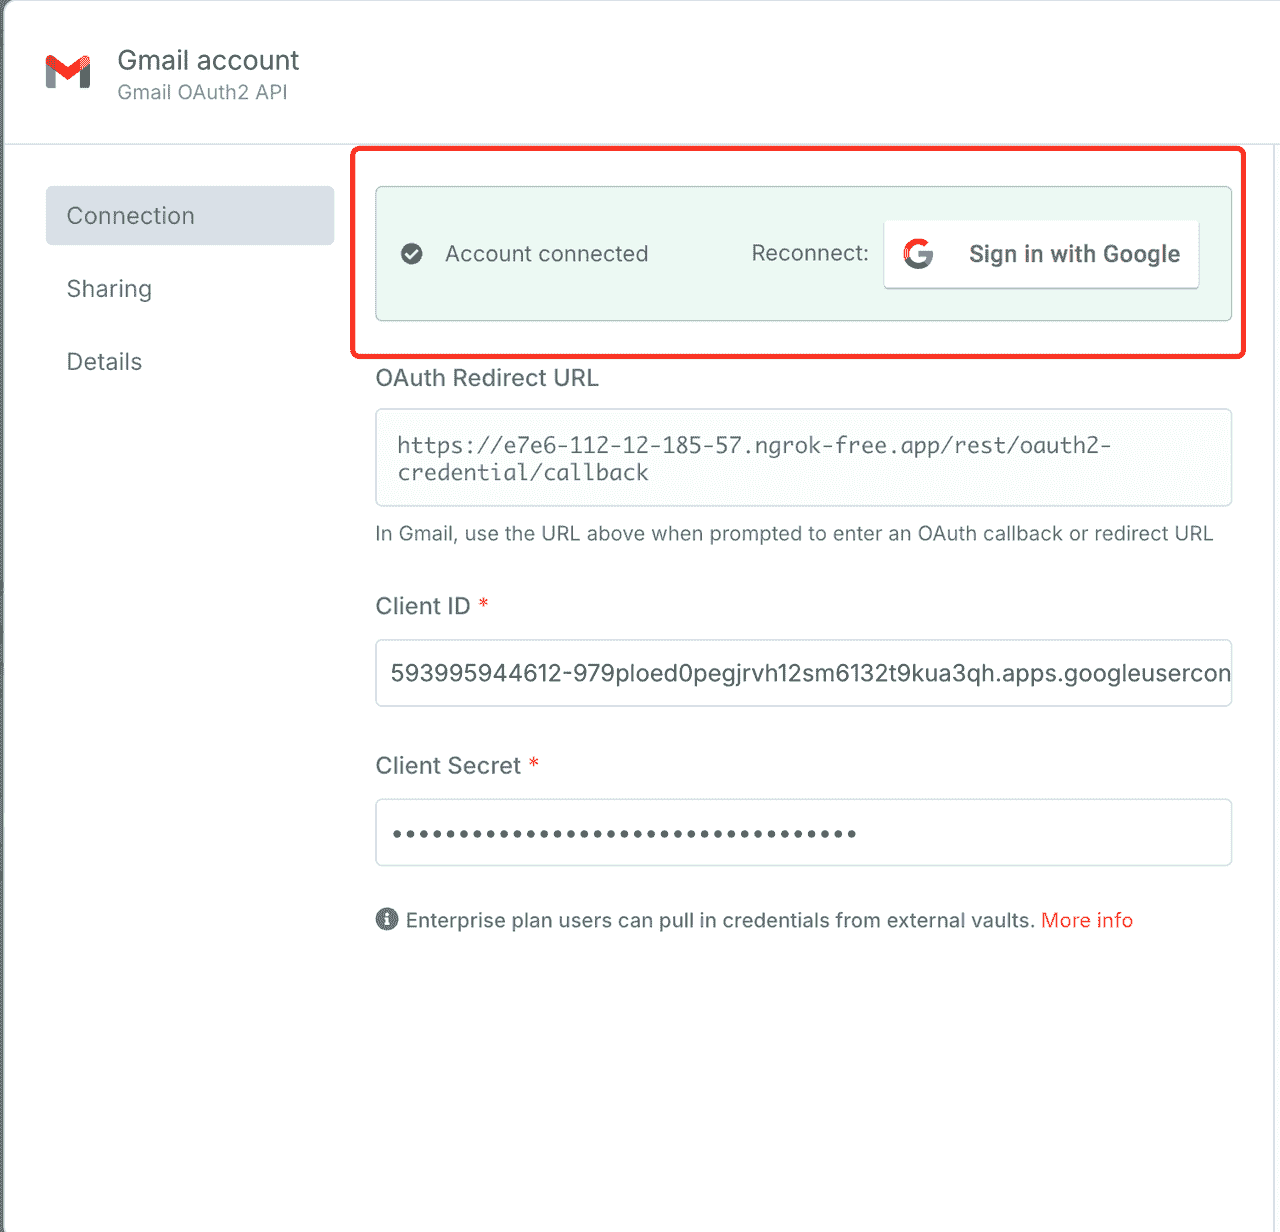 Gmail account
Gmail OAuth2 API
Connection
Sharing
Details
Account connected
Reconnect:
Sign in with Google
OAuth Redirect URL
https://e7e6-112-12-185-57.ngrok-free.app/rest/oauth2-
credential/callback
In Gmail, use the URL above when prompted to enter an OAuth callback or redirect URL
Client ID *
593995944612-979ploed0pegjrvh12sm6132t9kua3qh.apps.googleusercon
Client Secret *
••••••••••••••••••••••••••••••••••• 
Enterprise plan users can pull in credentials from external vaults. More info